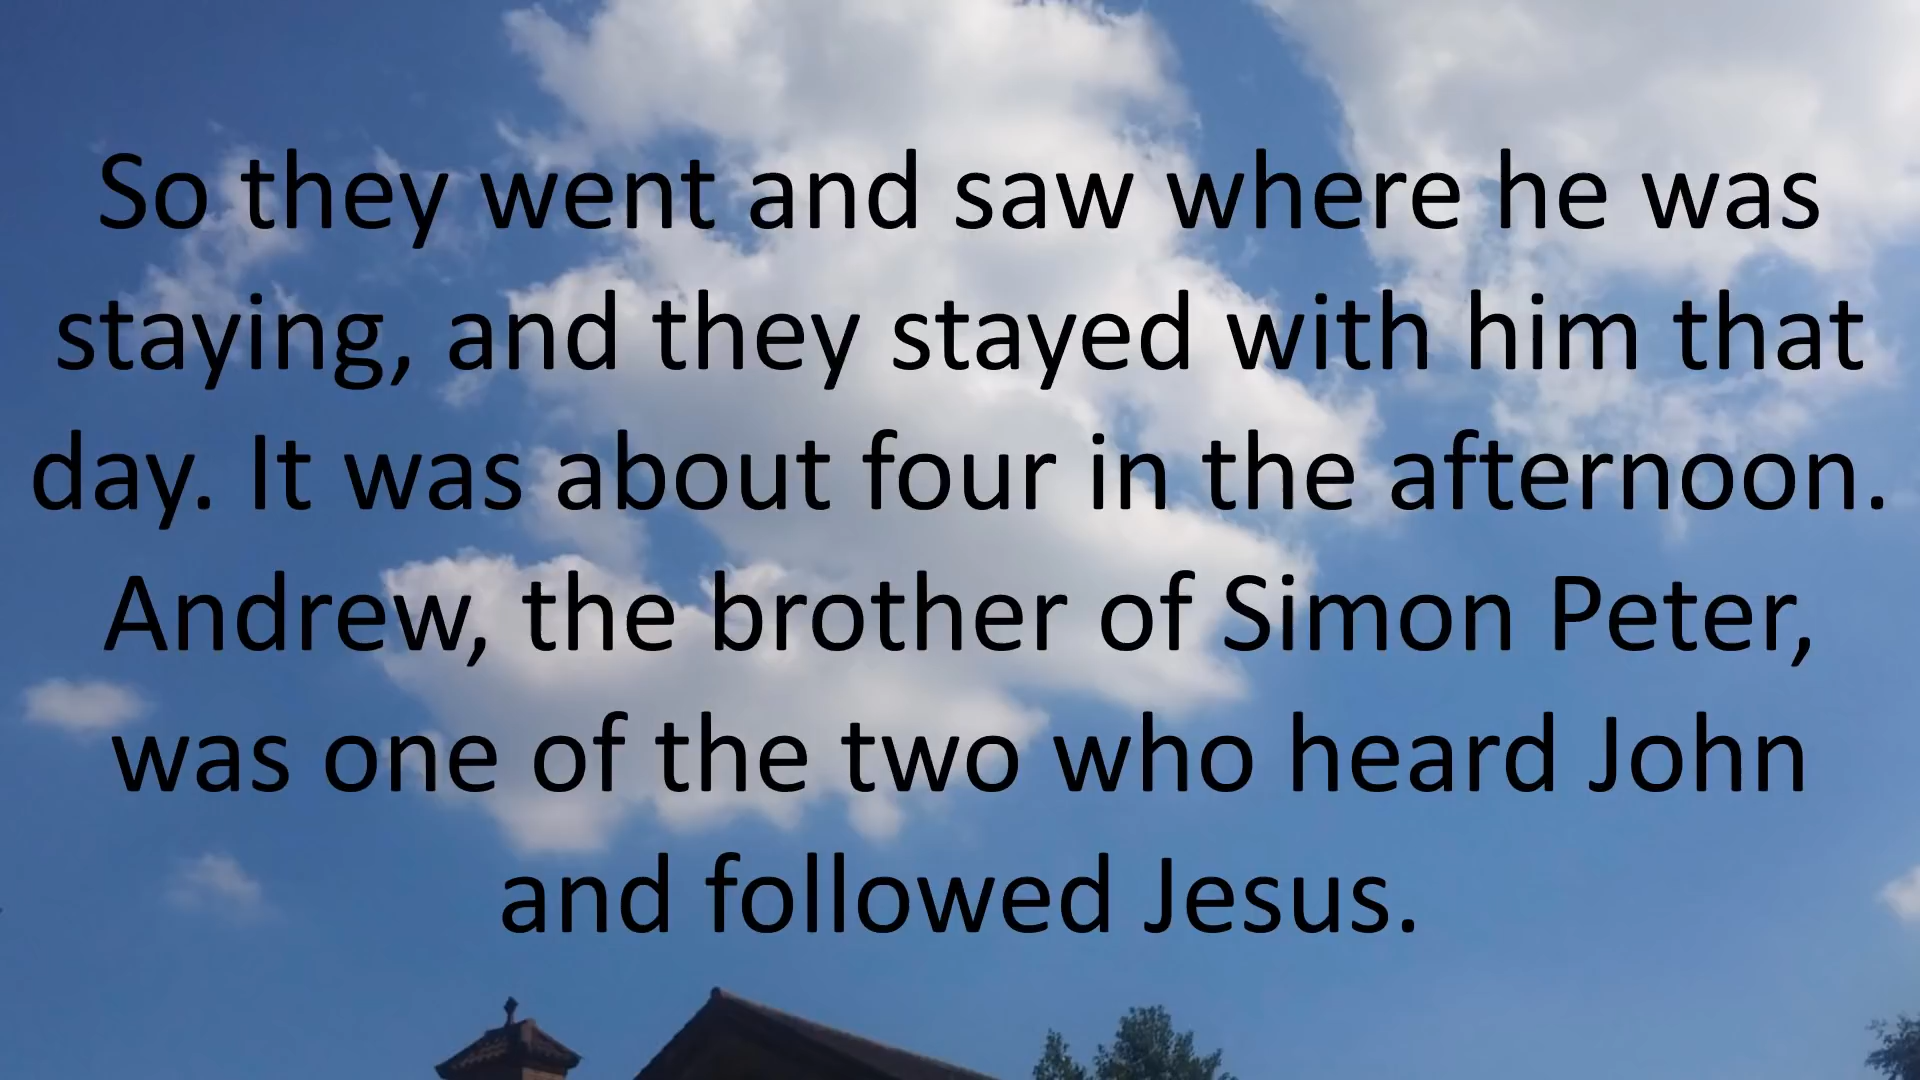 So they went and saw where he was
staying, and they stayed with him that
day. It was about four in the afternoon.
Andrew, the brother of Simon Peter,
was one of the two who heard John
and followed Jesus.